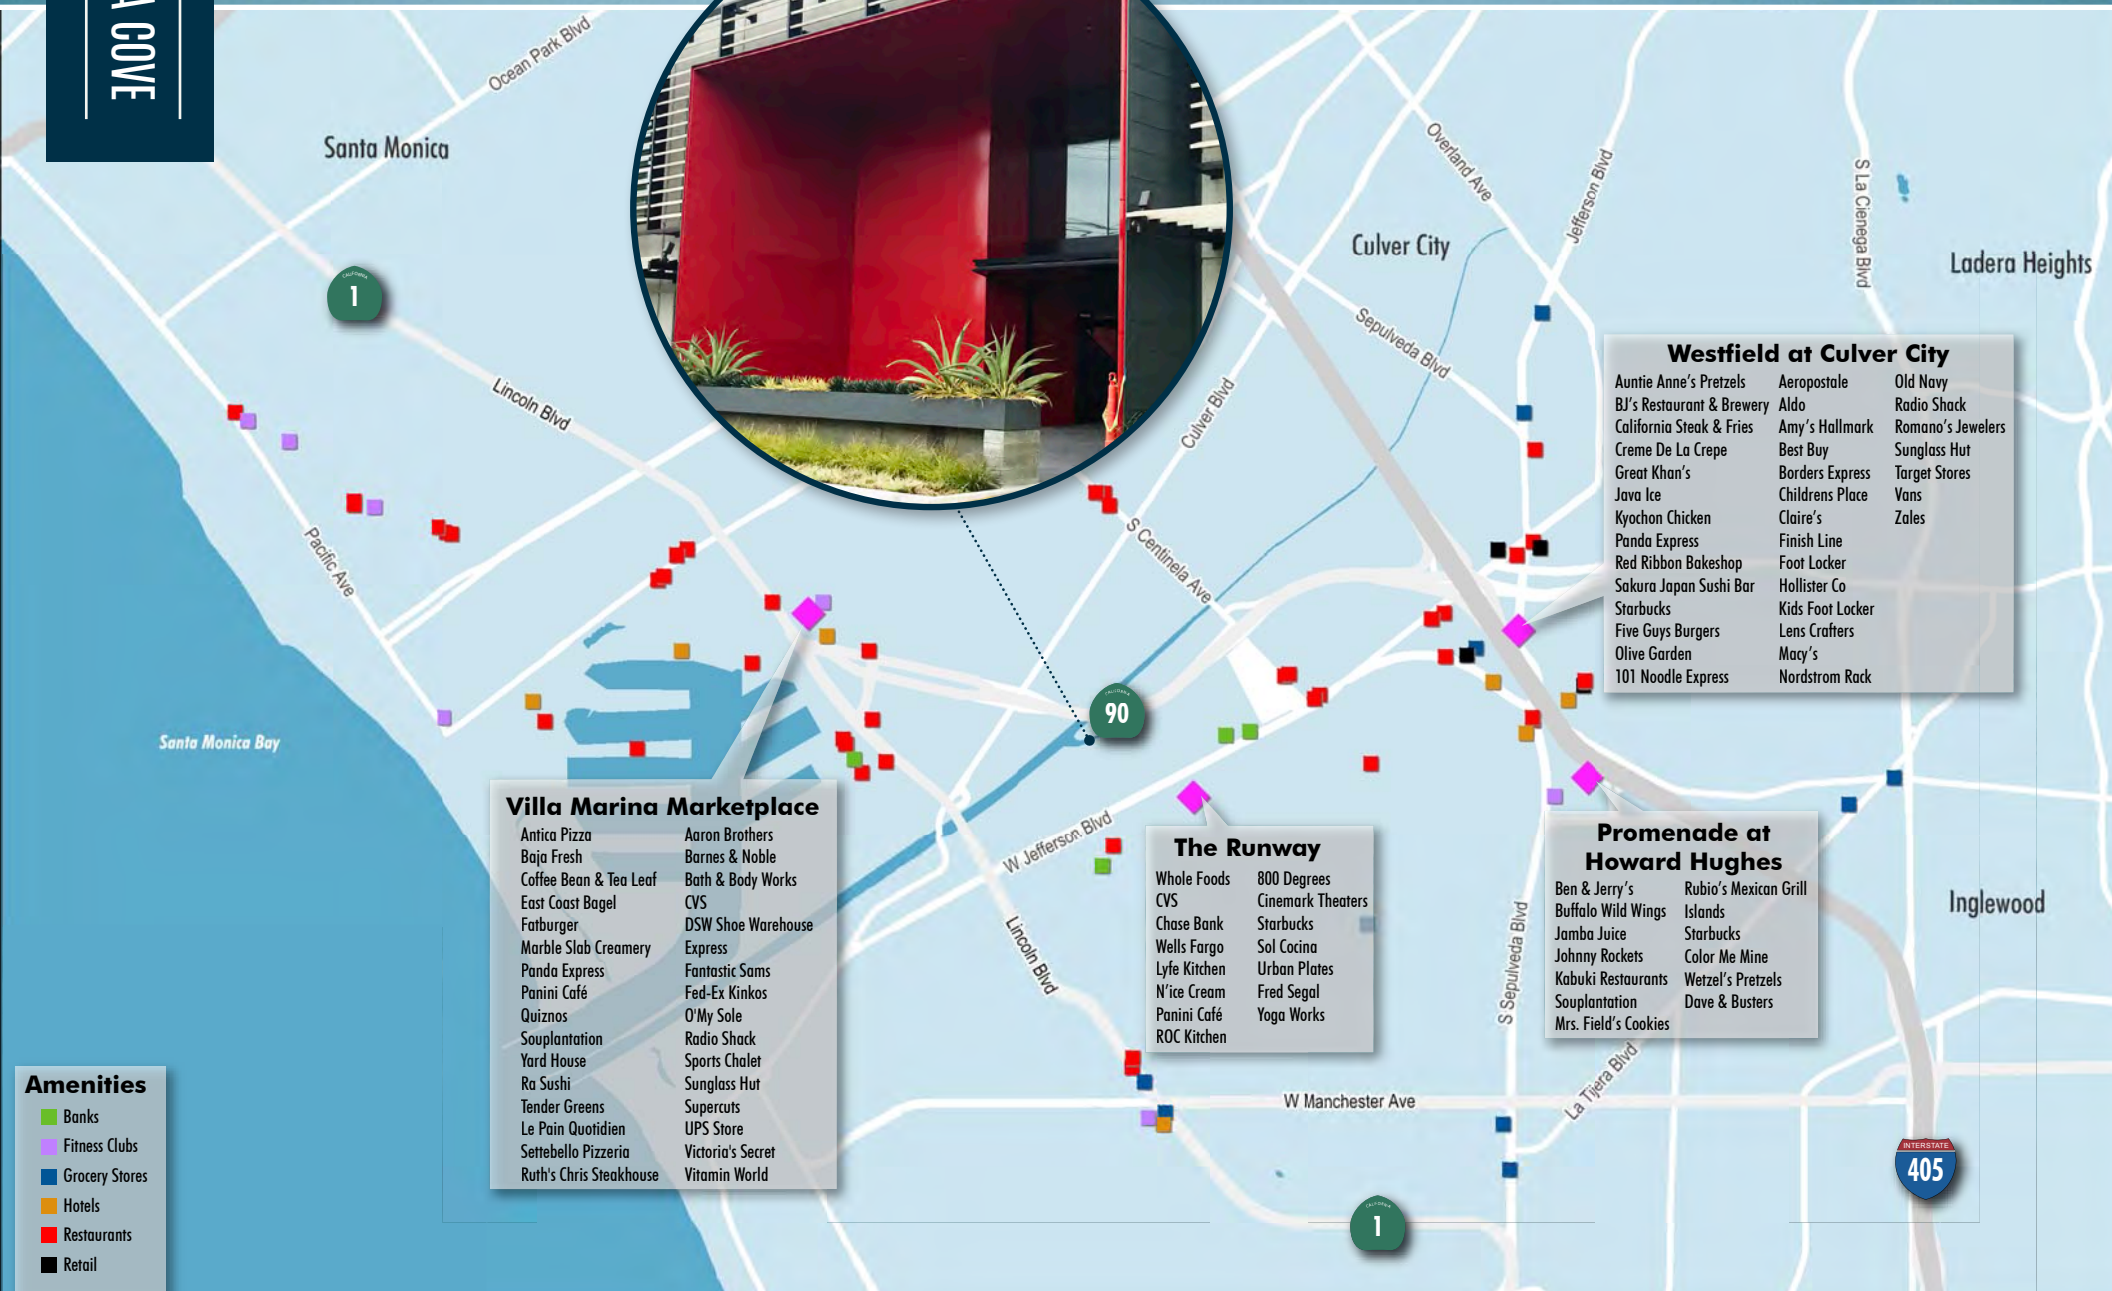 A COVE
Ocean Park Blvd
Santa Monica
CALIFORNIA
1
Lincoln Blvd
Pacific Ave
Santa Monica Bay
Overland Ave
Jefferson Blvd
S La Cienega Blvd
Culver City
Ladera Heights
Sepulveda Blvd
Culver Blvd
S Centinela Ave
CALIFORNIA
90
W Jefferson Blvd
Lincoln Blvd
Westfield at Culver City
Auntie Anne's Pretzels
BJ's Restaurant & Brewery
California Steak & Fries
Creme De La Crepe
Great Khan's
Java Ice
Kyochon Chicken
Panda Express
Red Ribbon Bakeshop
Sakura Japan Sushi Bar
Starbucks
Five Guys Burgers
Olive Garden
101 Noodle Express
Aeropostale
Aldo
Amy's Hallmark
Best Buy
Borders Express
Childrens Place
Claire's
Finish Line
Foot Locker
Hollister Co
Kids Foot Locker
Lens Crafters
Macy's
Nordstrom Rack
Old Navy
Radio Shack
Romano's Jewelers
Sunglass Hut
Target Stores
Vans
Zales
Villa Marina Marketplace
Antica Pizza
Baja Fresh
Coffee Bean & Tea Leaf
East Coast Bagel
Fatburger
Marble Slab Creamery
Panda Express
Panini Café
Quiznos
Souplantation
Yard House
Ra Sushi
Tender Greens
Le Pain Quotidien
Settebello Pizzeria
Ruth's Chris Steakhouse
Aaron Brothers
Barnes & Noble
Bath & Body Works
CVS
DSW Shoe Warehouse
Express
Fantastic Sams
Fed-Ex Kinkos
O'My Sole
Radio Shack
Sports Chalet
Sunglass Hut
Supercuts
UPS Store
Victoria's Secret
Vitamin World
The Runway
Whole Foods
CVS
Chase Bank
Wells Fargo
Lyfe Kitchen
N'ice Cream
Panini Café
ROC Kitchen
800 Degrees
Cinemark Theaters
Starbucks
Sol Cocina
Urban Plates
Fred Segal
Yoga Works
Promenade at
Howard Hughes
Ben & Jerry's
Buffalo Wild Wings
Jamba Juice
Johnny Rockets
Kabuki Restaurants
Souplantation
Mrs. Field's Cookies
Rubio's Mexican Grill
Islands
Starbucks
Color Me Mine
Wetzel's Pretzels
Dave & Busters
Inglewood
S Sepulveda Blvd
La Tijera Blvd
W Manchester Ave
INTERSTATE
405
CALIFORNIA
1
Amenities
Banks
Fitness Clubs
Grocery Stores
Hotels
Restaurants
Retail